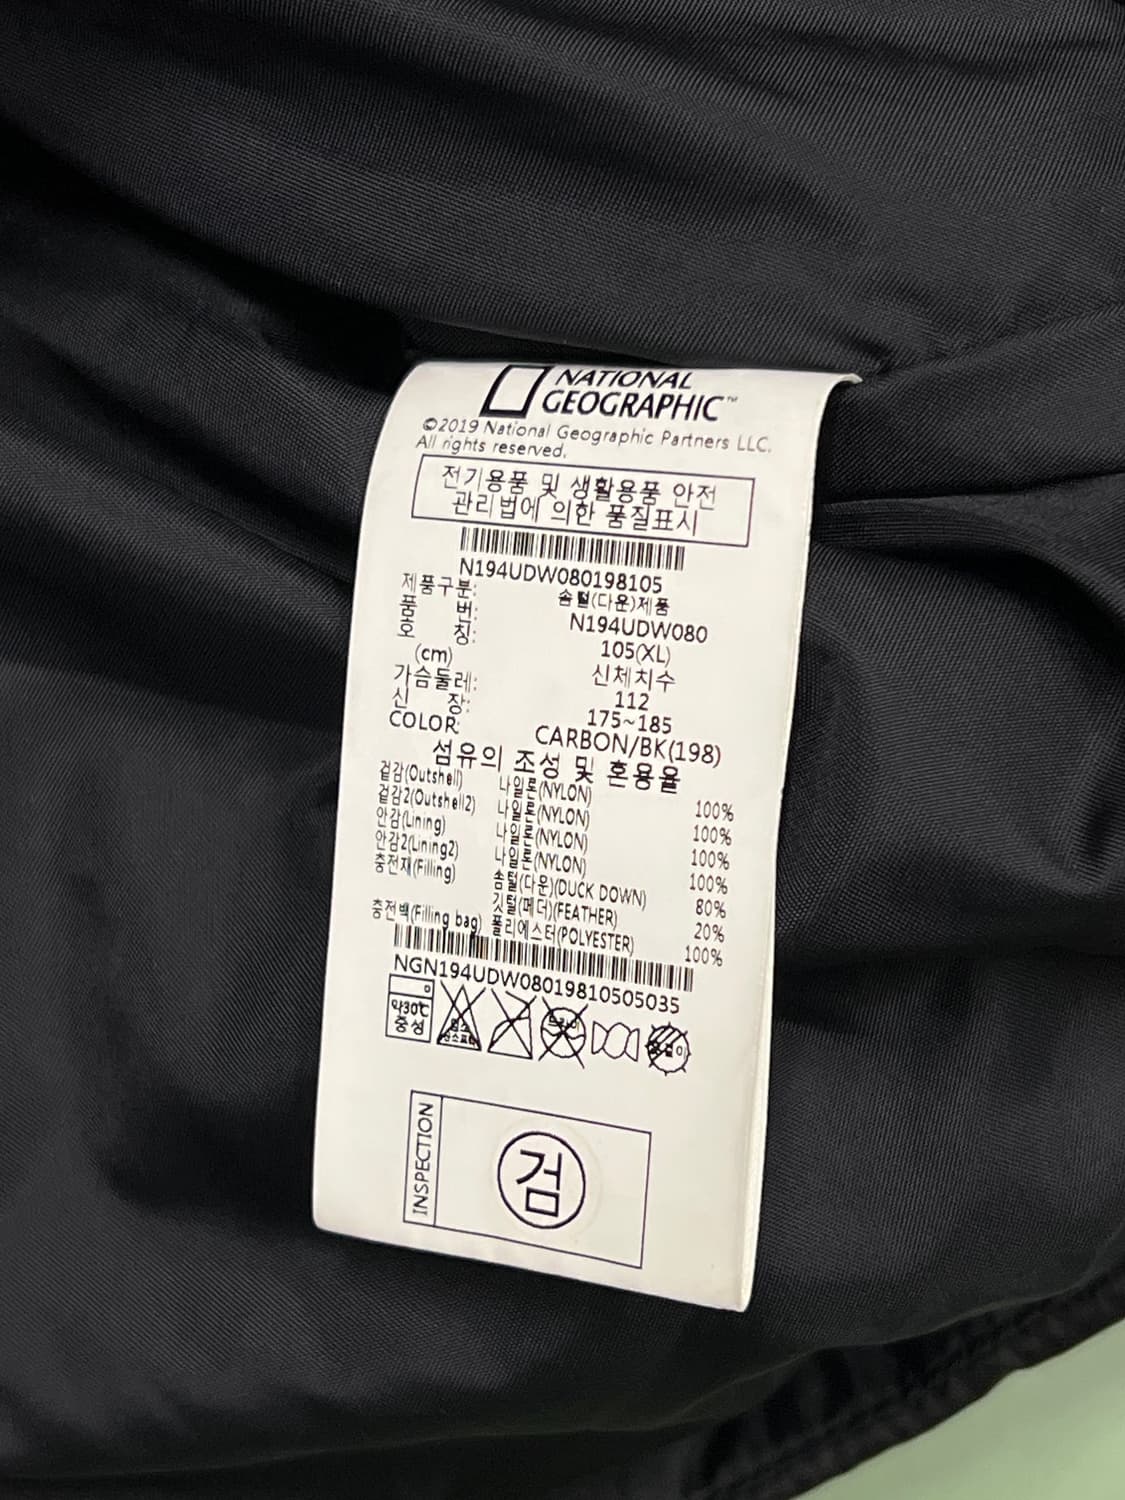 NATIONAL
GEOGRAPHIC™
©2019 National Geographic Partners LLC.
All rights reserved.
전기용품 및 생활용품 안전
관리법에 의한 품질표시
N194UDW080198105
제품구분: 솜털(다운)제품
품 번: N194UDW080
호 칭: 105(XL)
(cm) 신체치수
가슴둘레: 112
신 장: 175~185
COLOR: CARBON/BK(198)
섬유의 조성 및 혼용율
겉감(Outshell) 나일론(NYLON) 100%
겉감2(Outshell2) 나일론(NYLON) 100%
안감(Lining) 나일론(NYLON) 100%
안감2(Lining2) 나일론(NYLON) 100%
충전재(Filling) 솜털(다운)(DUCK DOWN) 80%
깃털(페더)(FEATHER) 20%
충전백(Filling bag) 폴리에스터(POLYESTER) 100%
NGN194UDW08019810505035
약30℃
중성
드라이
INSPECTION
검